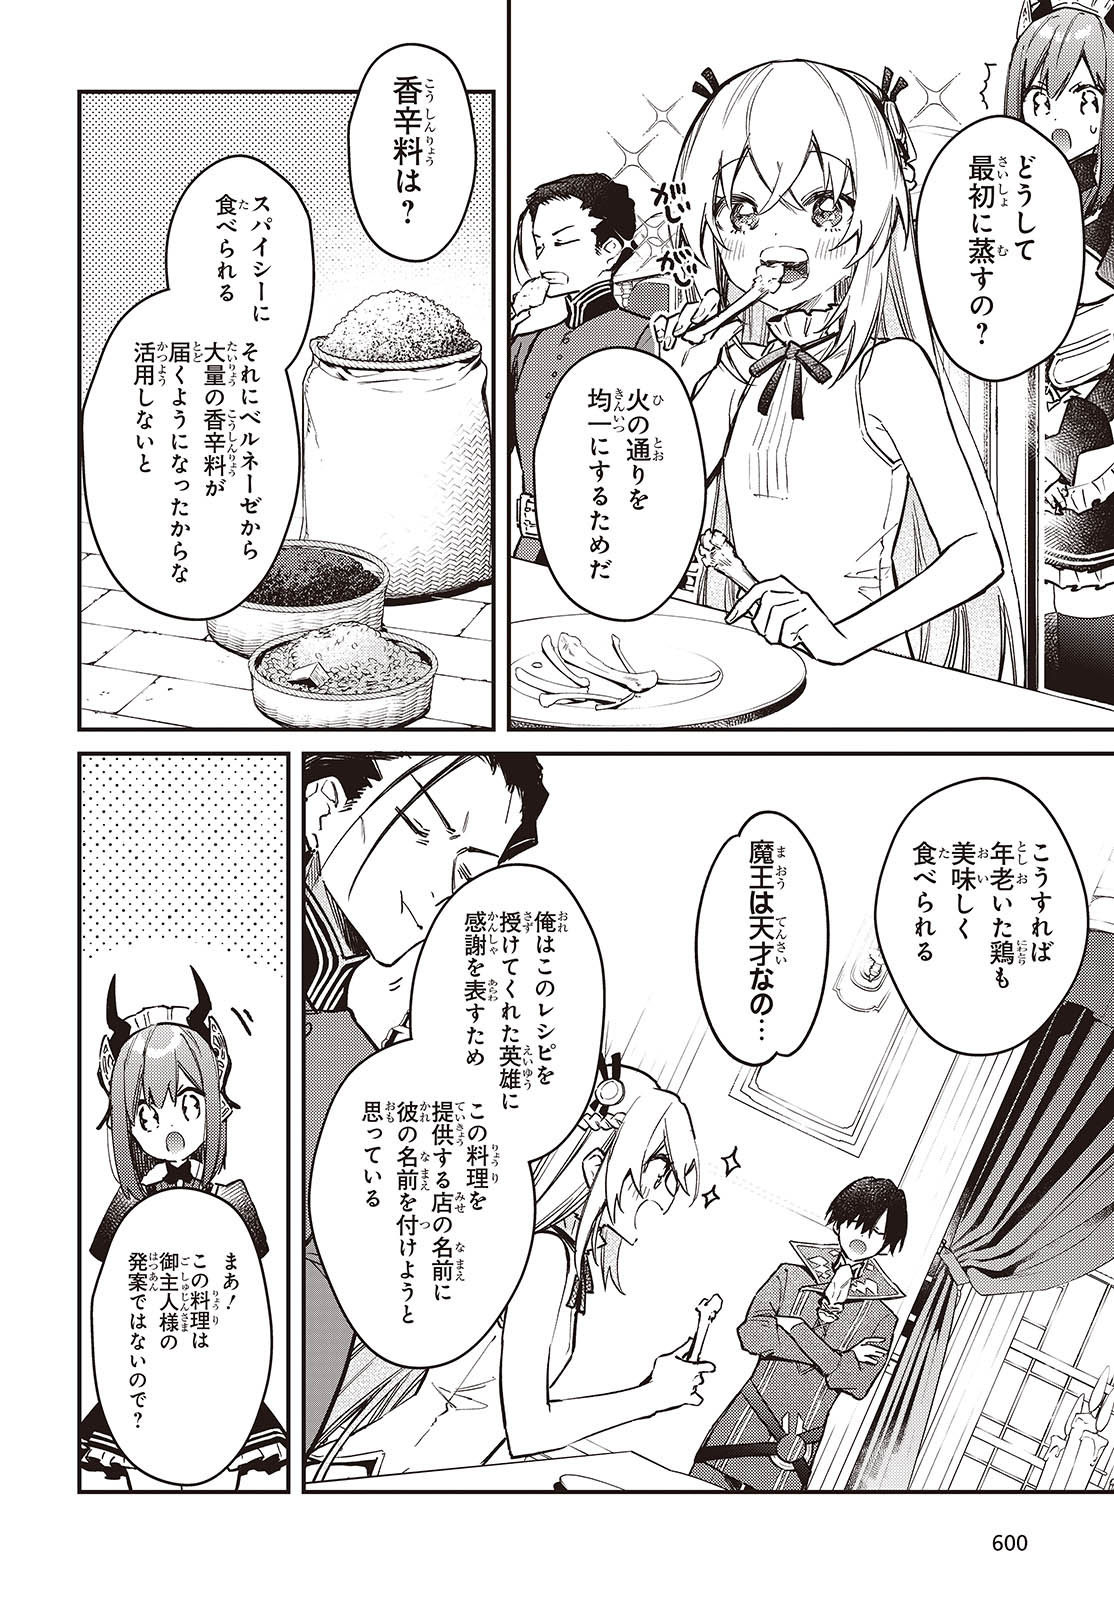 どうして
最初に蒸すの？
がじ
がじ
火の通りを
均一にするためだ
香辛料は？
スパイシーに
食べられる
それにベルネーゼから
大量の香辛料が
届くようになったからな
活用しないと
こうすれば
年老いた鶏も
美味しく
食べられる
魔王は天才なの…
俺はこのレシピを
授けてくれた英雄に
感謝を表すため
この料理を
提供する店の名前に
彼の名前を付けようと
思っている
まあ！
この料理は
御主人様の
発案ではないので？
600